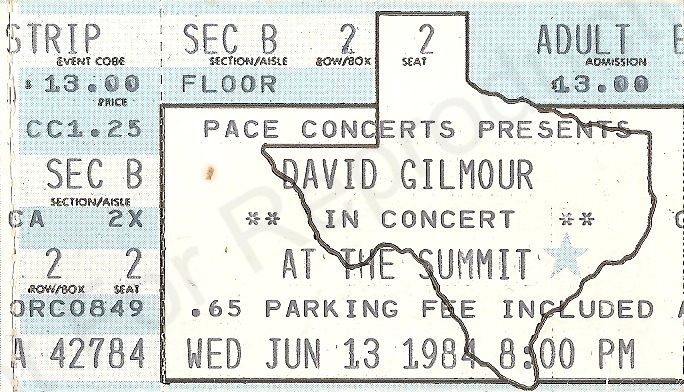 STRIP
EVENT CODE
$ 13.00
PRICE
CC1.25
SEC B
SECTION/AISLE
CA 2X
2 2
ROW/BOX SEAT
ORC0849
A 42784
SEC B 2 2 ADULT
SECTION/AISLE ROW/BOX SEAT ADMISSION
FLOOR 13.00
PACE CONCERTS PRESENTS
DAVID GILMOUR
** IN CONCERT **
AT THE SUMMIT
.65 PARKING FEE INCLUDED
WED JUN 13 1984 8:00 PM